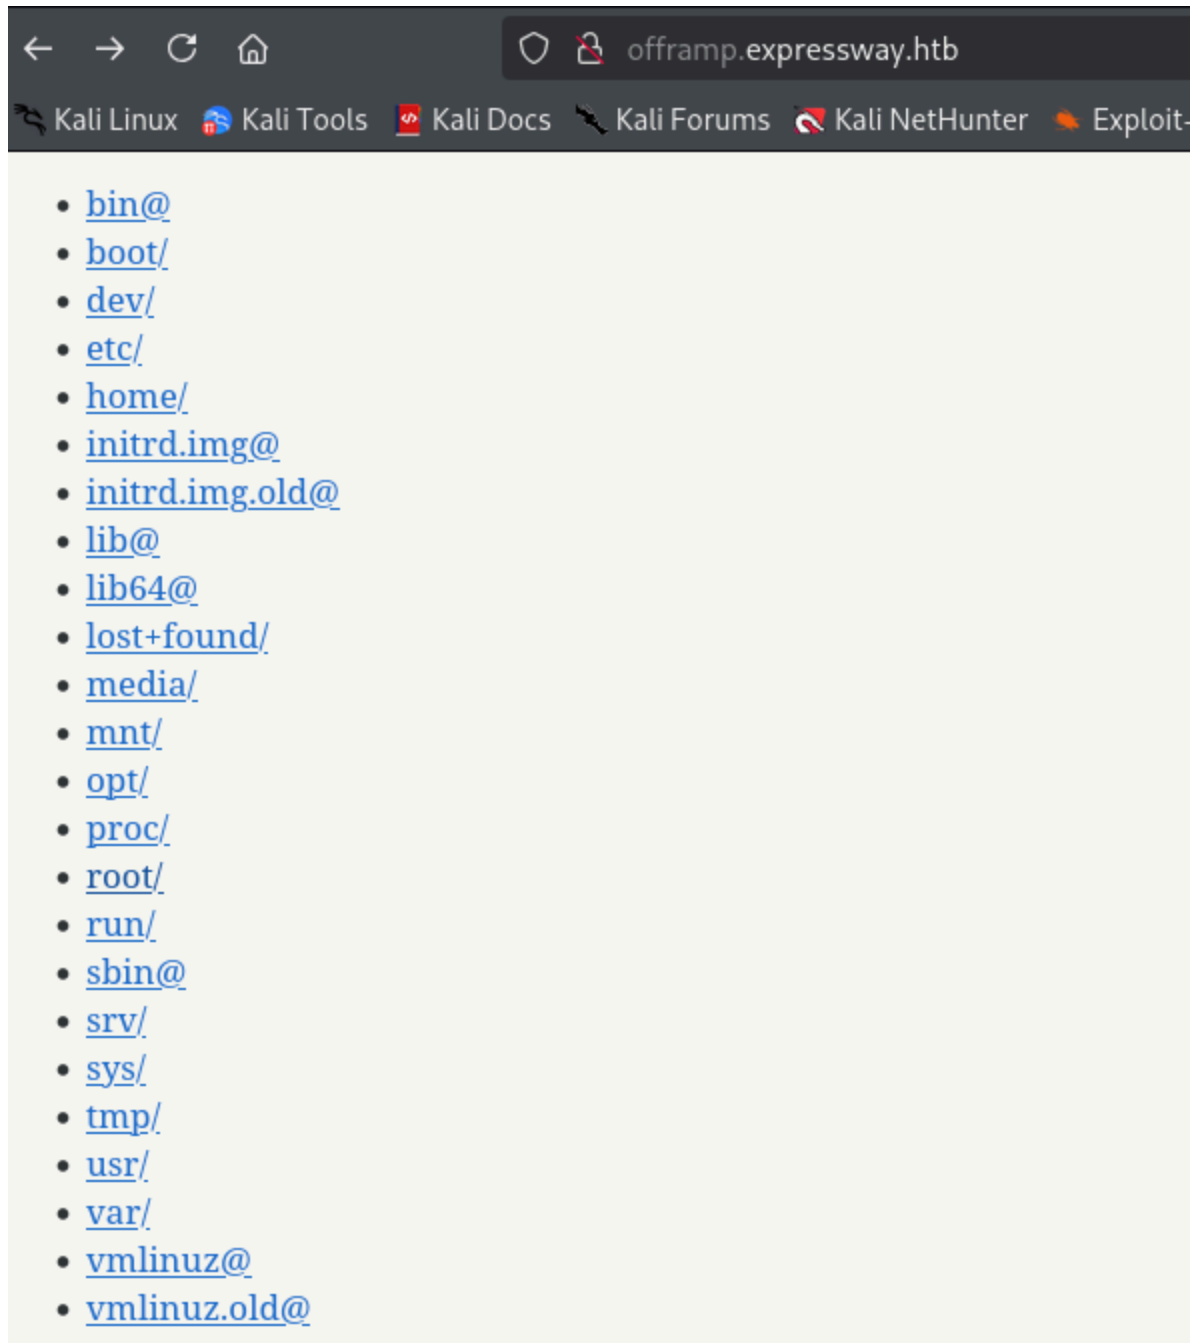 offramp.expressway.htb
Kali Linux Kali Tools Kali Docs Kali Forums Kali NetHunter Exploit-
bin@
boot/
dev/
etc/
home/
initrd.img@
initrd.img.old@
lib@
lib64@
lost+found/
media/
mnt/
opt/
proc/
root/
run/
sbin@
srv/
sys/
tmp/
usr/
var/
vmlinuz@
vmlinuz.old@